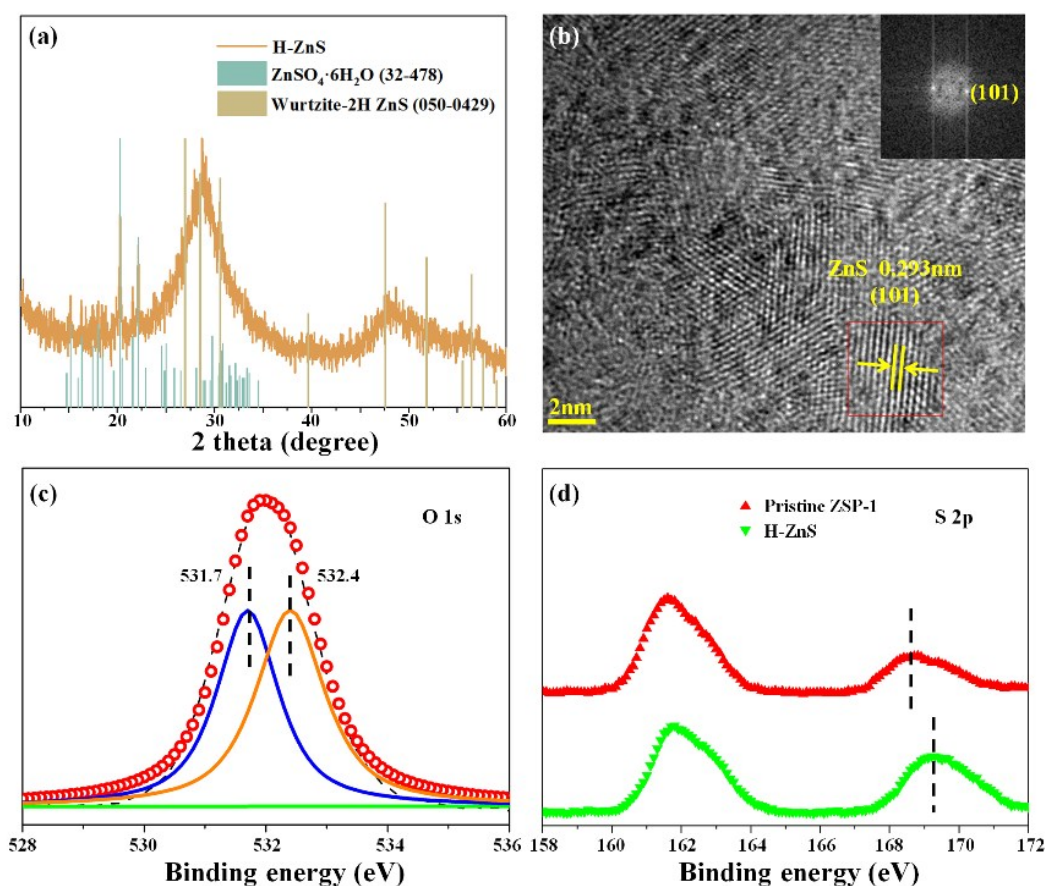 (a)
H-ZnS
ZnSO4·6H2O (32-478)
Wurtzite-2H ZnS (050-0429)
10 20 30 40 50 60
2 theta (degree)
(b)
(101)
ZnS 0.293nm
(101)
2nm
(c)
O 1s
531.7
532.4
528 530 532 534 536
Binding energy (eV)
(d)
Pristine ZSP-1
H-ZnS
S 2p
158 160 162 164 166 168 170 172
Binding energy (eV)